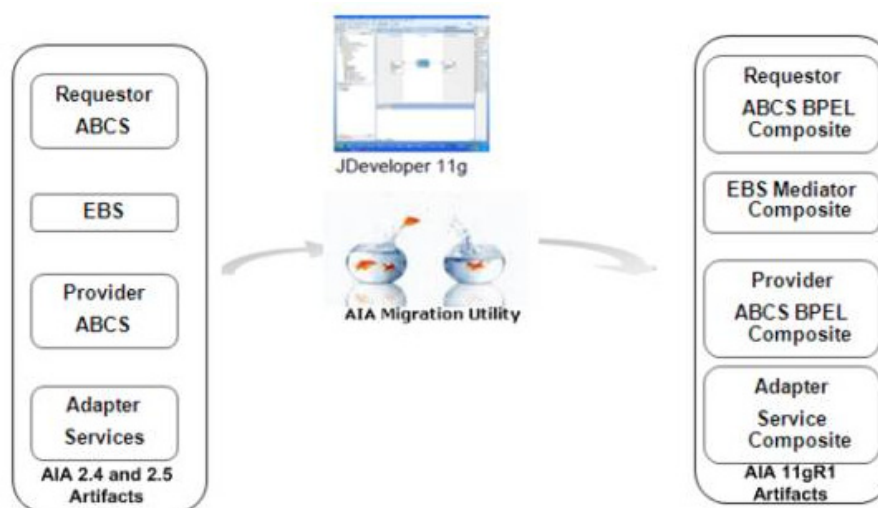 Requestor
ABCS
EBS
Provider
ABCS
Adapter
Services
AIA 2.4 and 2.5
Artifacts
JDeveloper 11g
AIA Migration Utility
Requestor
ABCS BPEL
Composite
EBS Mediator
Composite
Provider
ABCS BPEL
Composite
Adapter
Service
Composite
AIA 11gR1
Artifacts